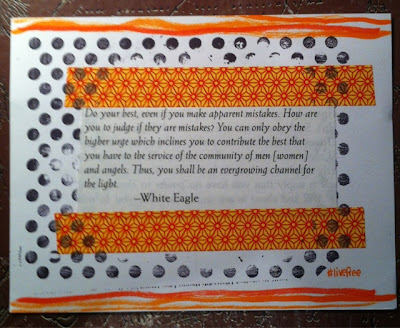 Do your best, even if you make apparent mistakes. How are
you to judge if they are mistakes? You can only obey the
higher urge which inclines you to contribute the best that
you have to the service of the community of men [women]
and angels. Thus, you shall be an evergrowing channel for
the light.
–White Eagle
#livefree